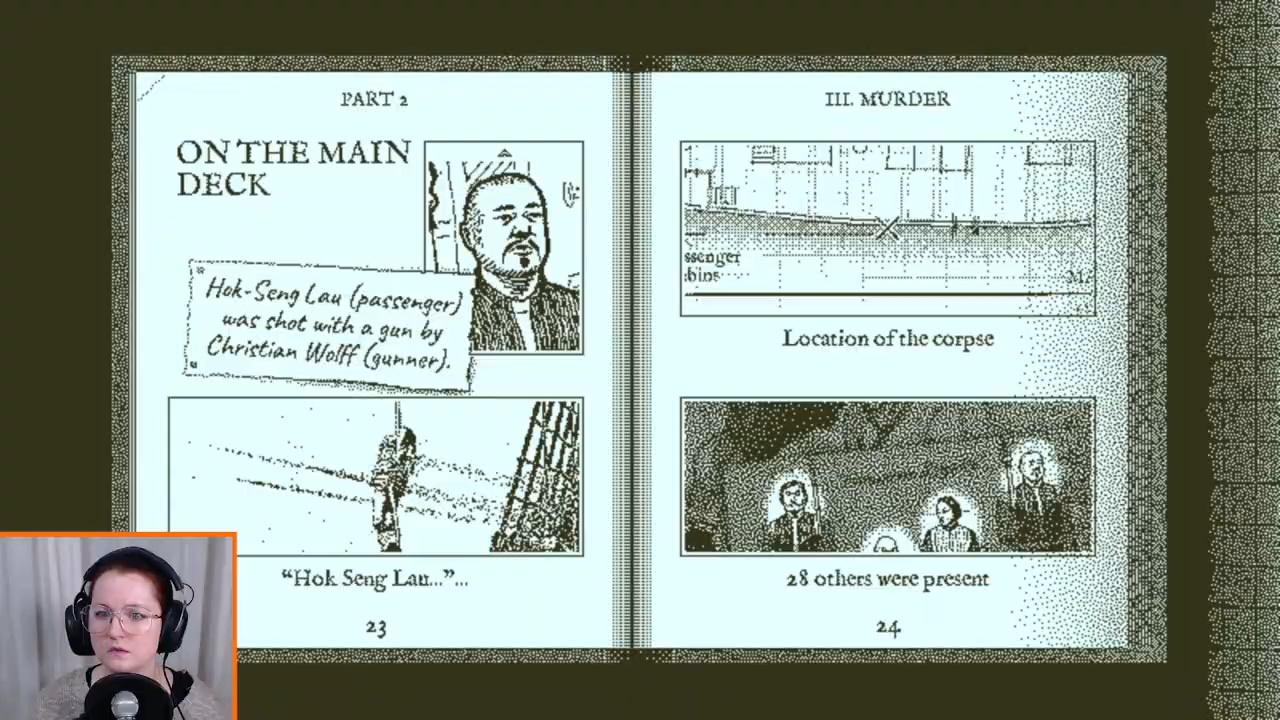 PART 2
ON THE MAIN
DECK
Hok-Seng Lau (passenger)
was shot with a gun by
Christian Wolff (gunner).
"Hok Seng Lau..."...
23
III. MURDER
ssenger
bins
Location of the corpse
28 others were present
24